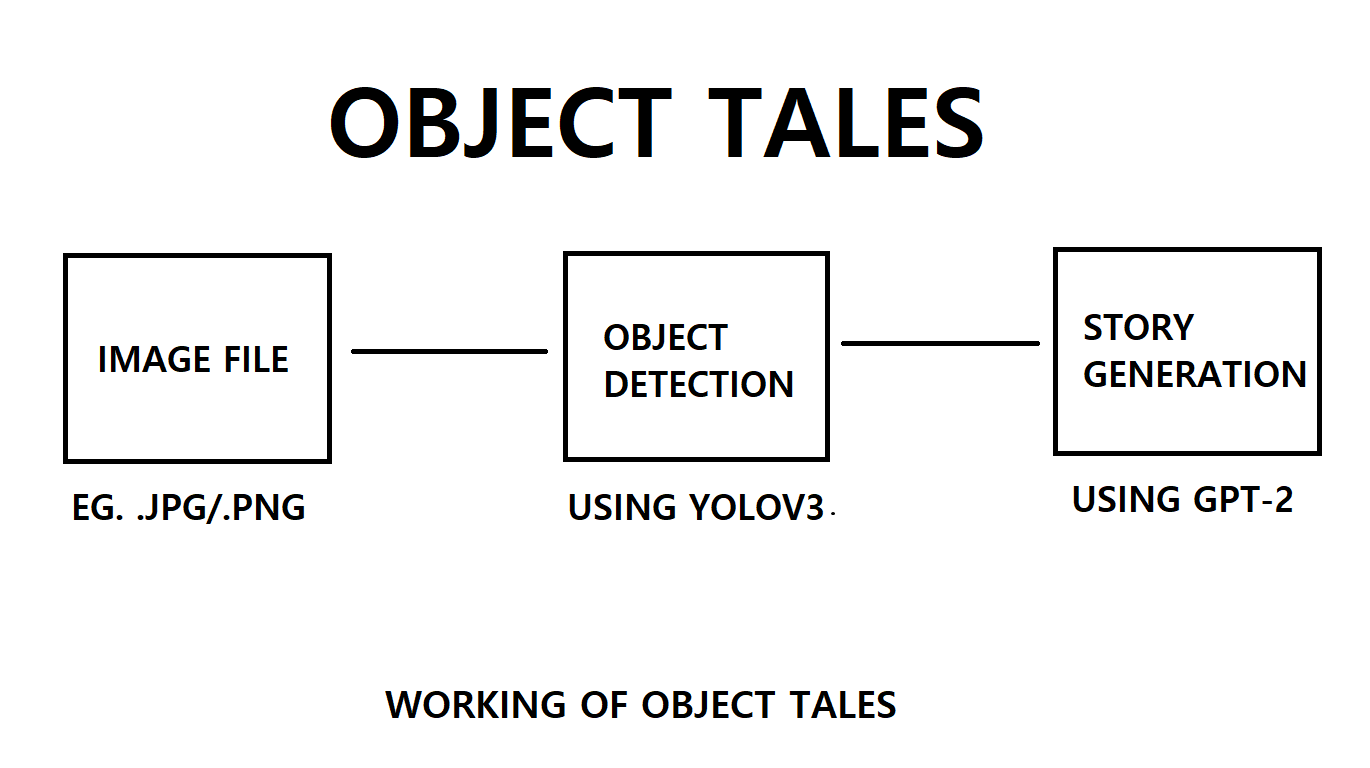 OBJECT TALES
IMAGE FILE
EG. .JPG/.PNG
OBJECT
DETECTION
USING YOLOV3.
STORY
GENERATION
USING GPT-2
WORKING OF OBJECT TALES